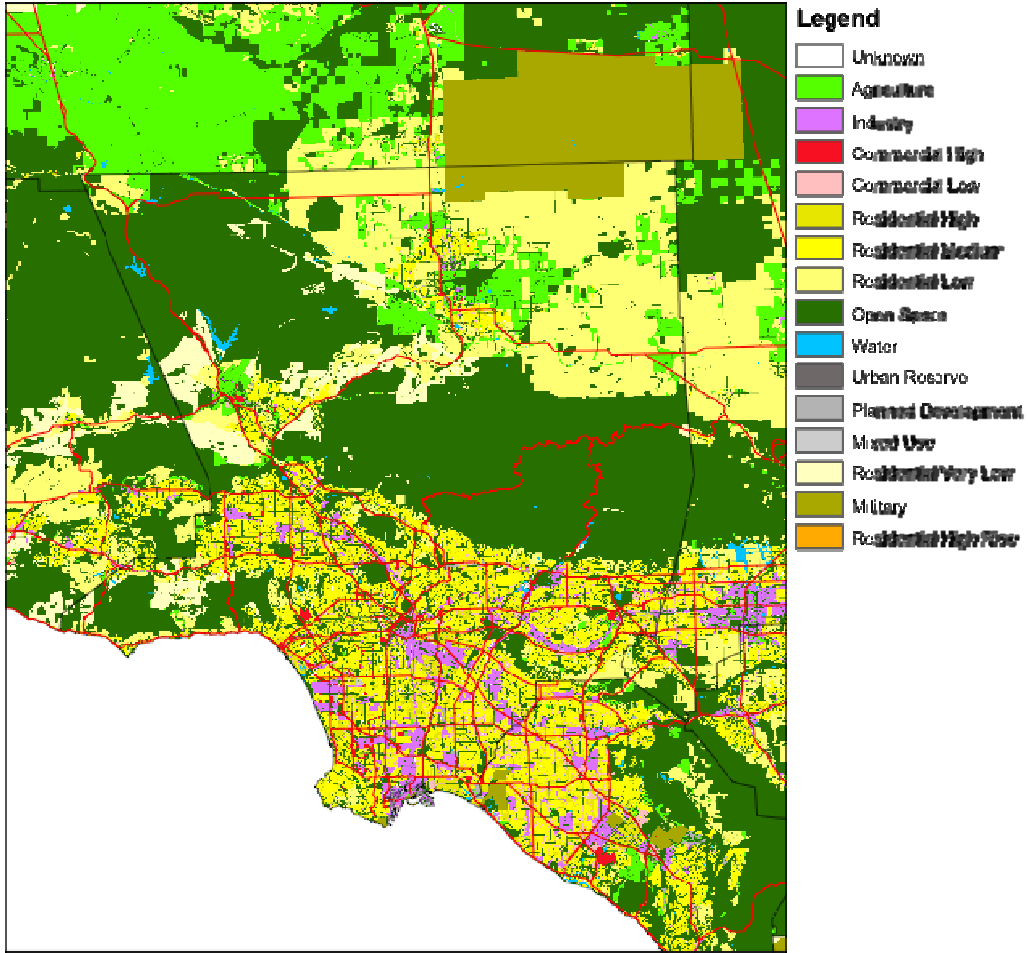 Legend
Unknown
Agriculture
Industry
Commercial High
Commercial Low
Residential High
Residential Medium
Residential Low
Open Space
Water
Urban Reserve
Planned Development
Mixed Use
Residential Very Low
Military
Residential High Rise